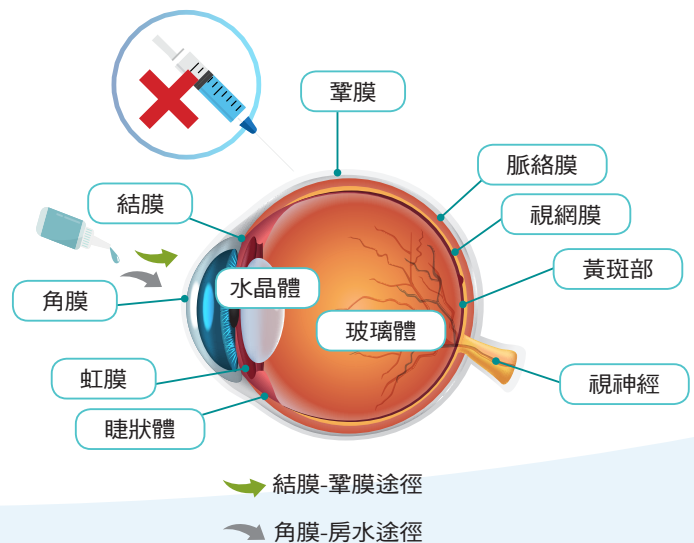 鞏膜
脈絡膜
結膜
視網膜
黃斑部
水晶體
角膜
玻璃體
虹膜
視神經
睫狀體
結膜-鞏膜途徑
角膜-房水途徑